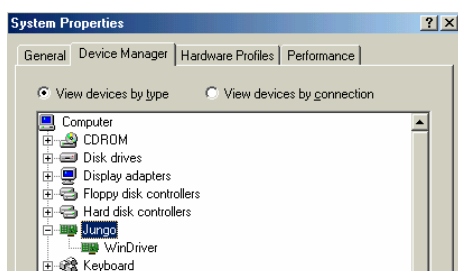 System Properties
General Device Manager Hardware Profiles Performance
View devices by type View devices by connection
Computer
CDROM
Disk drives
Display adapters
Floppy disk controllers
Hard disk controllers
Jungo
WinDriver
Keyboard